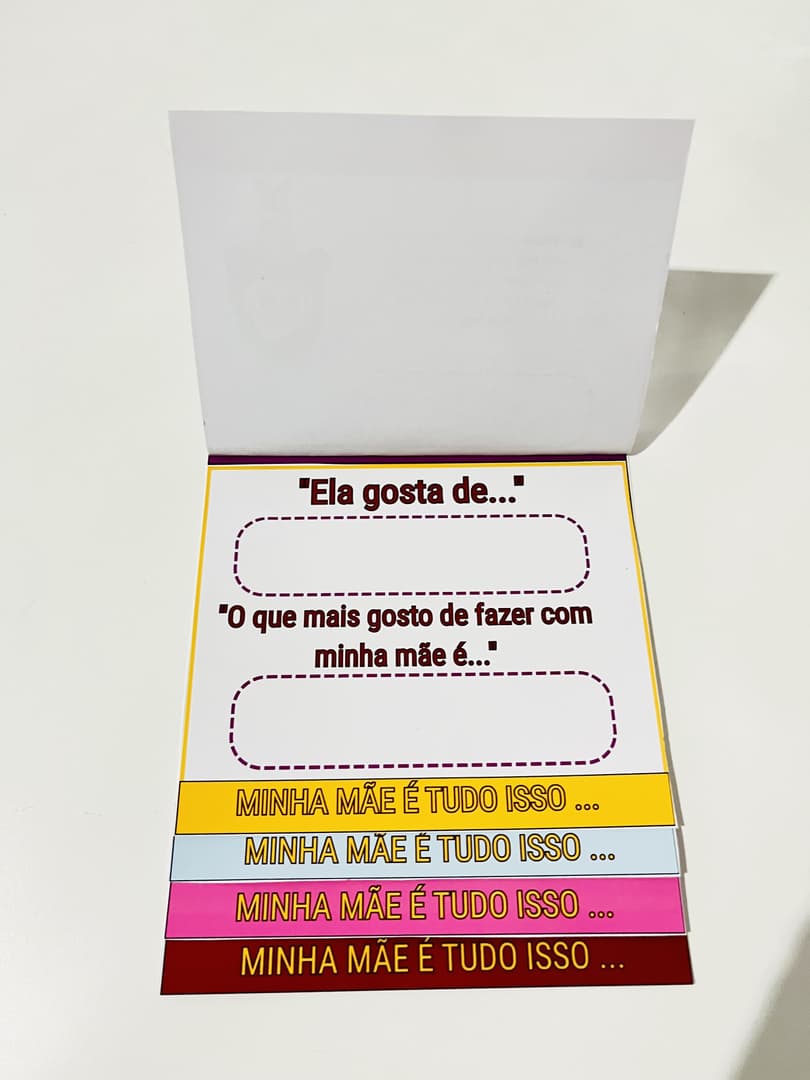 "Ela gosta de..."
"O que mais gosto de fazer com
minha mãe é..."
MINHA MÃE É TUDO ISSO ...
MINHA MÃE É TUDO ISSO ...
MINHA MÃE É TUDO ISSO ...
MINHA MÃE É TUDO ISSO ...